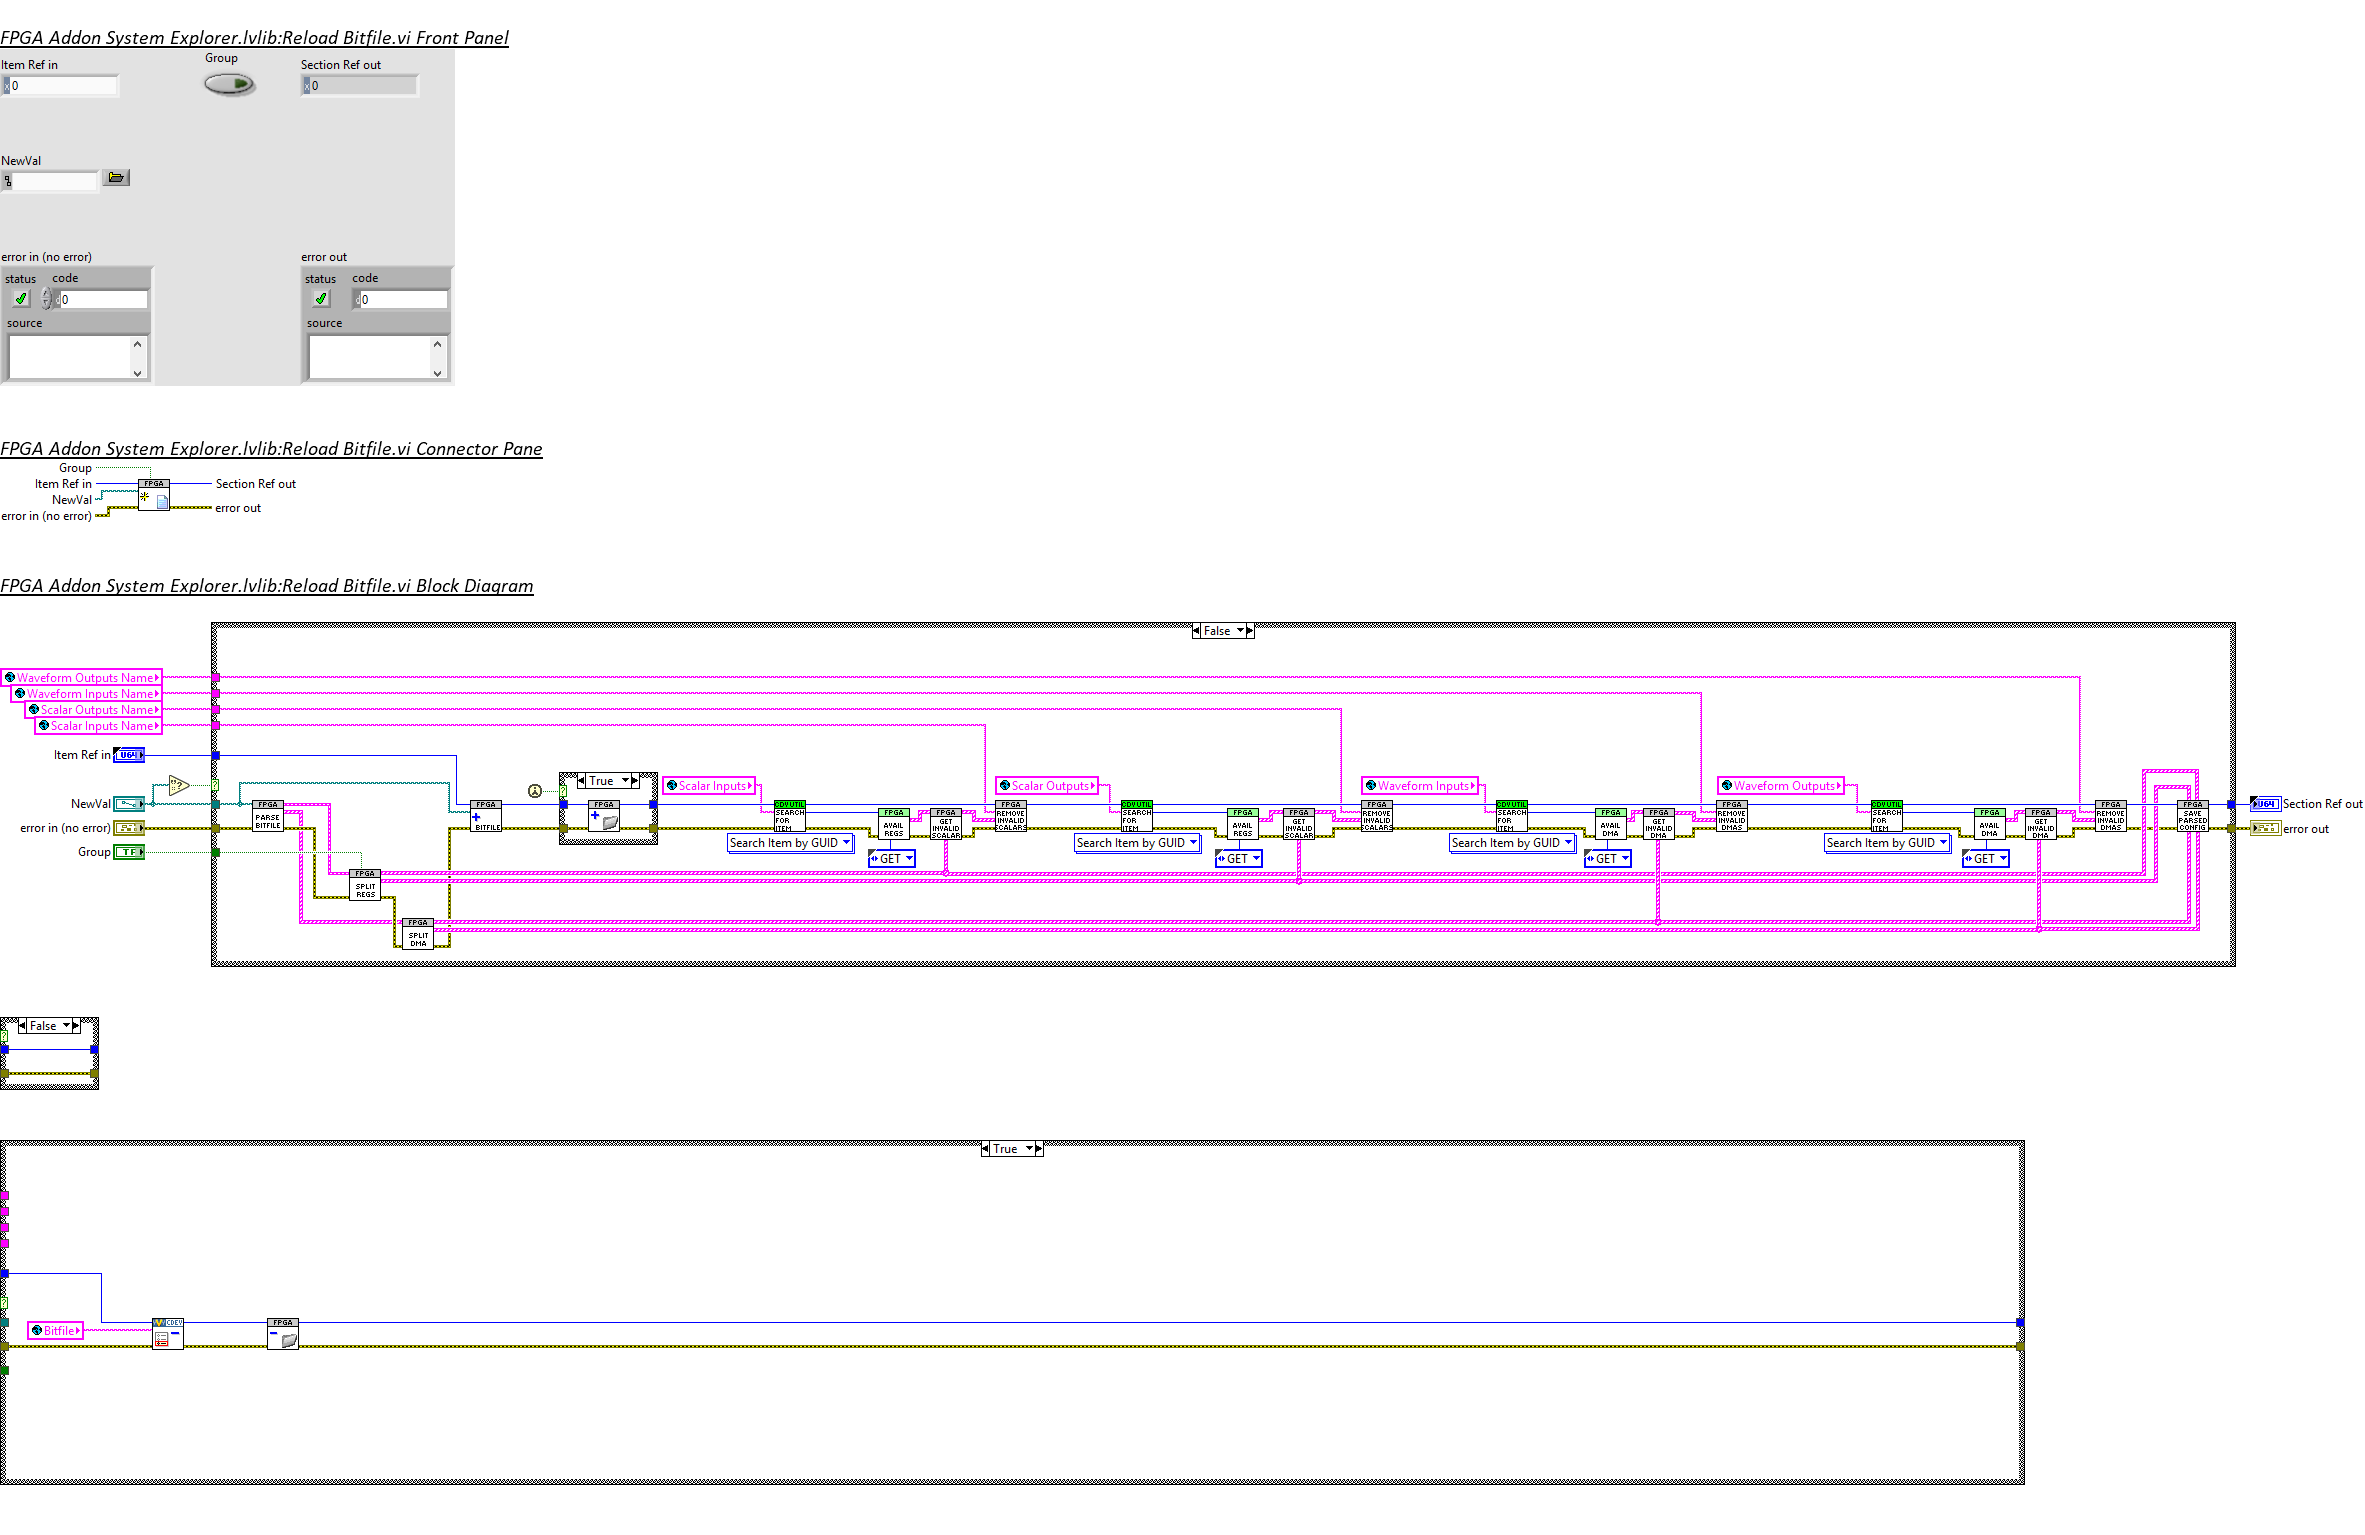 FPGA Addon System Explorer.lvlib:Reload Bitfile.vi Front Panel
Item Ref in
Group
Section Ref out
x 0
x 0
NewVal
error in (no error)
error out
status code
status code
d 0
d 0
source
source
FPGA Addon System Explorer.lvlib:Reload Bitfile.vi Connector Pane
Group
Item Ref in
FPGA
Section Ref out
NewVal
error in (no error)
error out
FPGA Addon System Explorer.lvlib:Reload Bitfile.vi Block Diagram
False
Waveform Outputs Name
Waveform Inputs Name
Scalar Outputs Name
Scalar Inputs Name
Item Ref in
U64
NewVal
error in (no error)
Group
TF
FPGA PARSE BITFILE
FPGA SPLIT REGS
FPGA SPLIT DMA
FPGA BITFILE
True
FPGA
Scalar Inputs
CDV UTIL SEARCH FOR ITEM
Search Item by GUID
FPGA AVAIL REGS
GET
FPGA GET INVALID SCALAR
FPGA REMOVE INVALID SCALARS
Scalar Outputs
CDV UTIL SEARCH FOR ITEM
Search Item by GUID
FPGA AVAIL REGS
GET
FPGA GET INVALID SCALAR
FPGA REMOVE INVALID SCALARS
Waveform Inputs
CDV UTIL SEARCH FOR ITEM
Search Item by GUID
FPGA AVAIL DMA
GET
FPGA GET INVALID DMA
FPGA REMOVE INVALID DMAS
Waveform Outputs
CDV UTIL SEARCH FOR ITEM
Search Item by GUID
FPGA AVAIL DMA
GET
FPGA GET INVALID DMA
FPGA REMOVE INVALID DMAS
FPGA SAVE PARSED CONFIG
U64
Section Ref out
error out
False
True
Bitfile
CDEV
FPGA